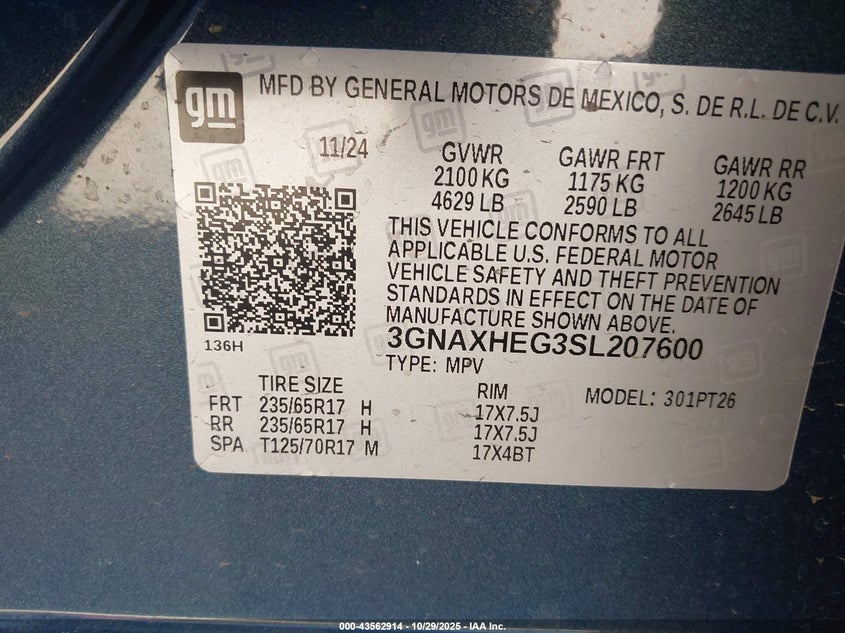 gm
MFD BY GENERAL MOTORS DE MEXICO, S. DE R.L. DE C.V.
11/24
GVWR GAWR FRT GAWR RR
2100 KG 1175 KG 1200 KG
4629 LB 2590 LB 2645 LB
THIS VEHICLE CONFORMS TO ALL
APPLICABLE U.S. FEDERAL MOTOR
VEHICLE SAFETY AND THEFT PREVENTION
STANDARDS IN EFFECT ON THE DATE OF
MANUFACTURE SHOWN ABOVE.
136H
3GNAXHEG3SL207600
TYPE: MPV
TIRE SIZE RIM MODEL: 301PT26
FRT 235/65R17 H 17X7.5J
RR 235/65R17 H 17X7.5J
SPA T125/70R17 M 17X4BT
000-43562914 - 10/29/2025 - IAA Inc.